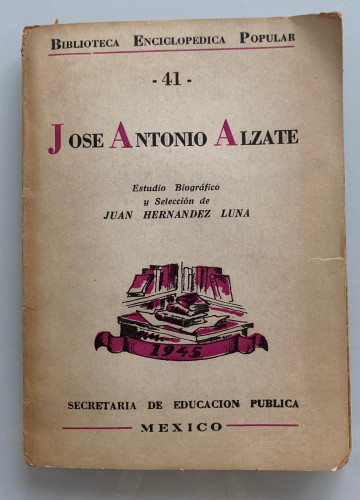 BIBLIOTECA ENCICLOPEDICA POPULAR
- 41 -
JOSE ANTONIO ALZATE
Estudio Biográfico
y Selección de
JUAN HERNANDEZ LUNA
1945
SECRETARIA DE EDUCACION PUBLICA
MEXICO